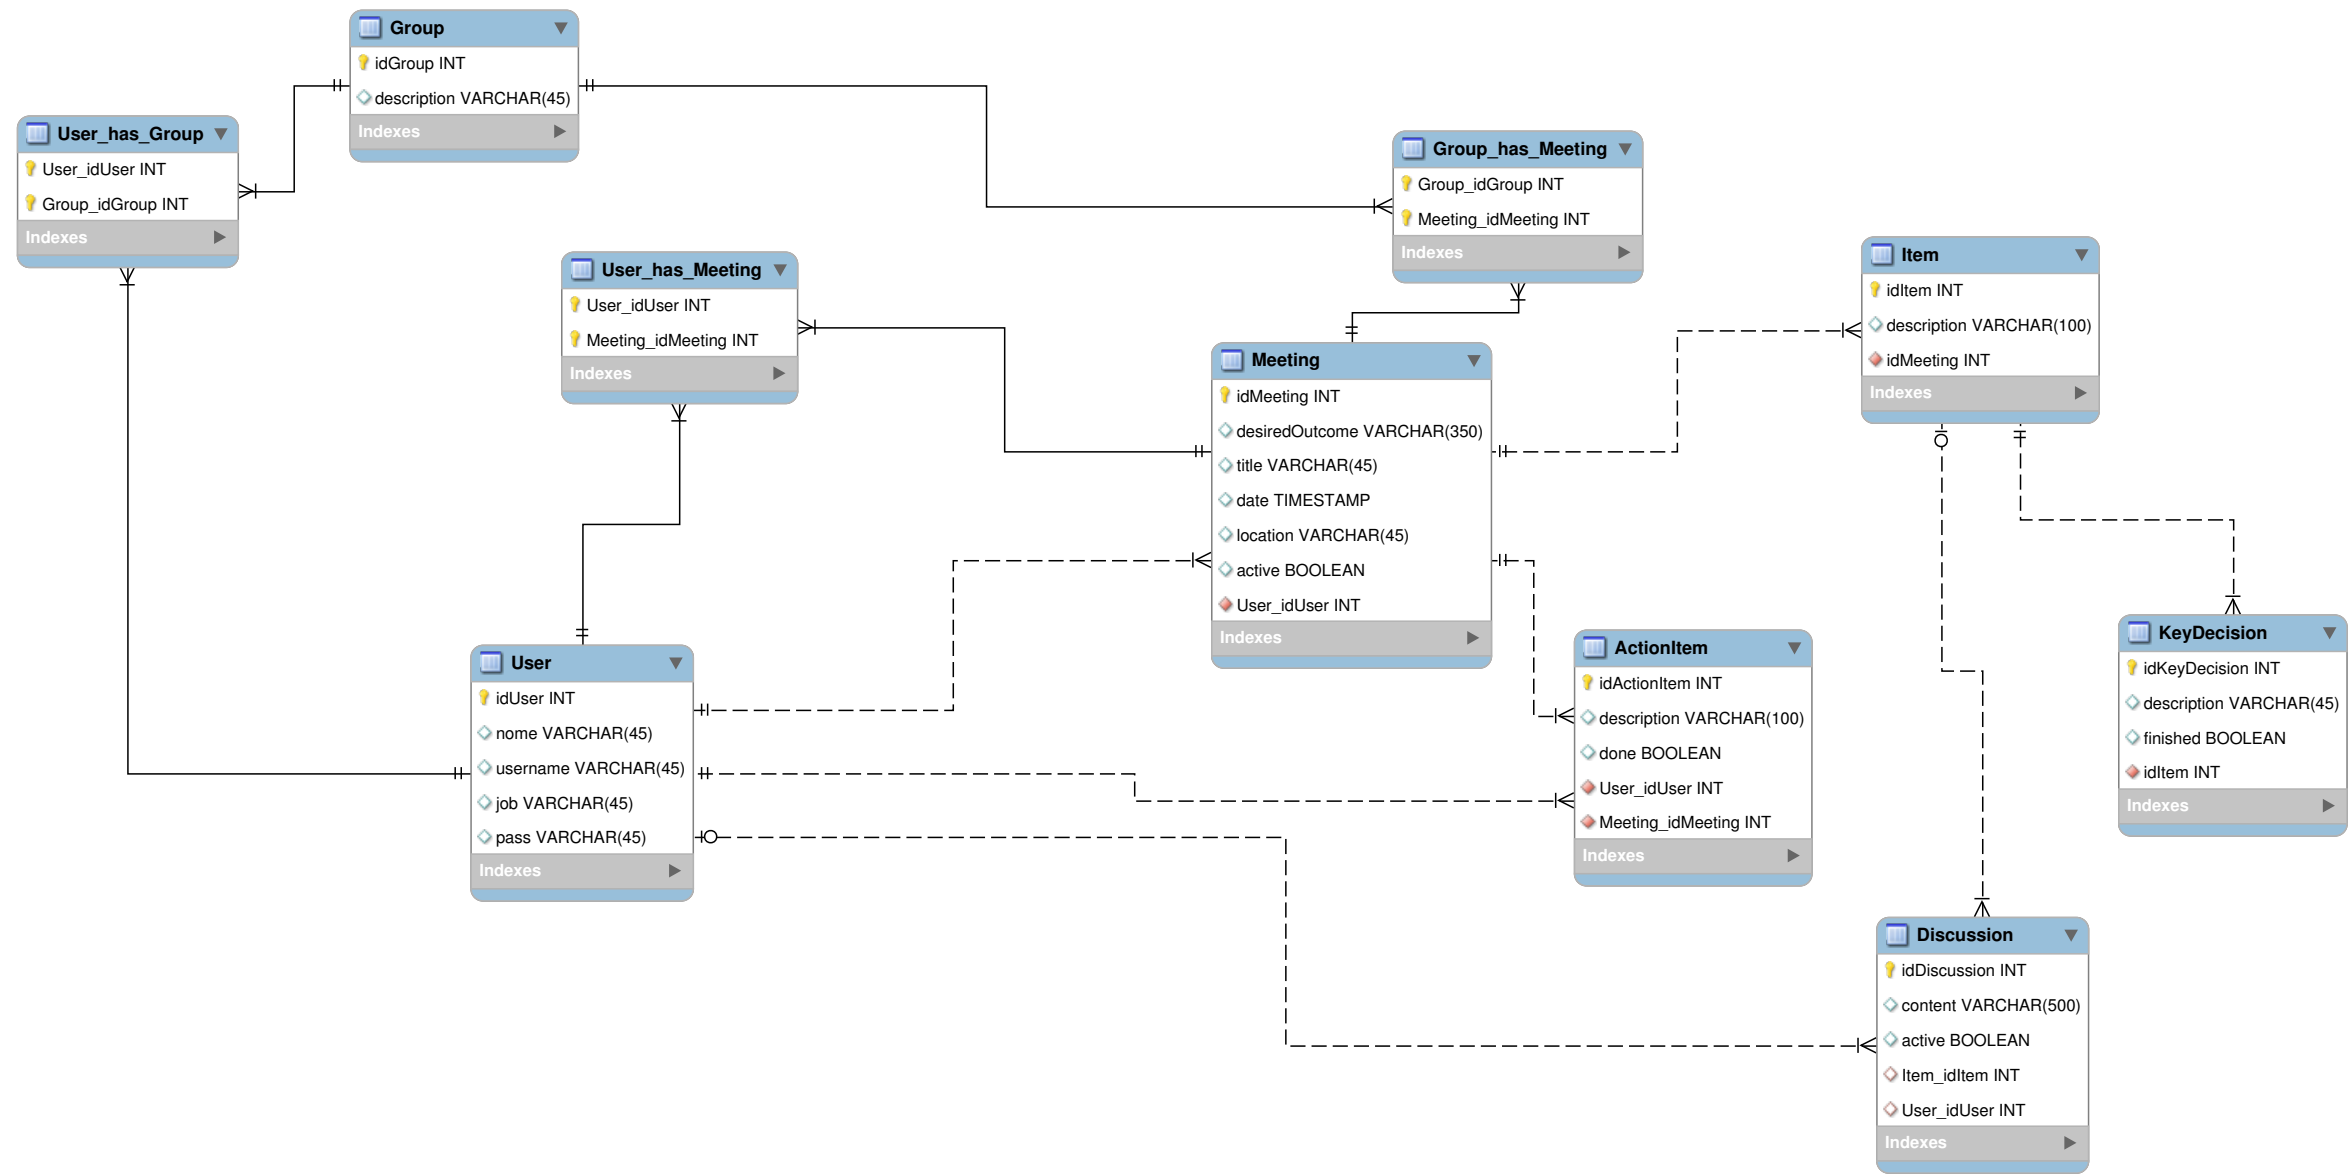 Group
idGroup INT
description VARCHAR(45)
Indexes
User_has_Group
User_idUser INT
Group_idGroup INT
Indexes
Group_has_Meeting
Group_idGroup INT
Meeting_idMeeting INT
Indexes
User_has_Meeting
User_idUser INT
Meeting_idMeeting INT
Indexes
Item
idItem INT
description VARCHAR(100)
idMeeting INT
Indexes
Meeting
idMeeting INT
desiredOutcome VARCHAR(350)
title VARCHAR(45)
date TIMESTAMP
location VARCHAR(45)
active BOOLEAN
User_idUser INT
Indexes
User
idUser INT
nome VARCHAR(45)
username VARCHAR(45)
job VARCHAR(45)
pass VARCHAR(45)
Indexes
ActionItem
idActionItem INT
description VARCHAR(100)
done BOOLEAN
User_idUser INT
Meeting_idMeeting INT
Indexes
KeyDecision
idKeyDecision INT
description VARCHAR(45)
finished BOOLEAN
idItem INT
Indexes
Discussion
idDiscussion INT
content VARCHAR(500)
active BOOLEAN
Item_idItem INT
User_idUser INT
Indexes